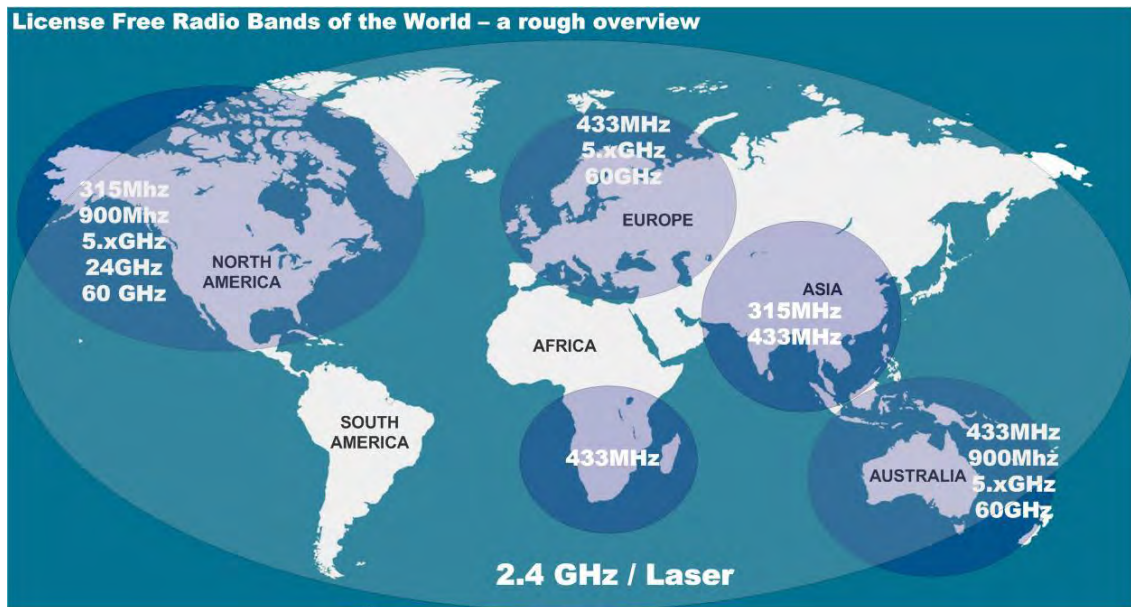 License Free Radio Bands of the World – a rough overview
315Mhz
900Mhz
5.xGHz
24GHz
60 GHz
NORTH
AMERICA
433MHz
5.xGHz
60GHz
EUROPE
ASIA
315MHz
433MHz
AFRICA
SOUTH
AMERICA
433MHz
433MHz
900Mhz
5.xGHz
60GHz
AUSTRALIA
2.4 GHz / Laser